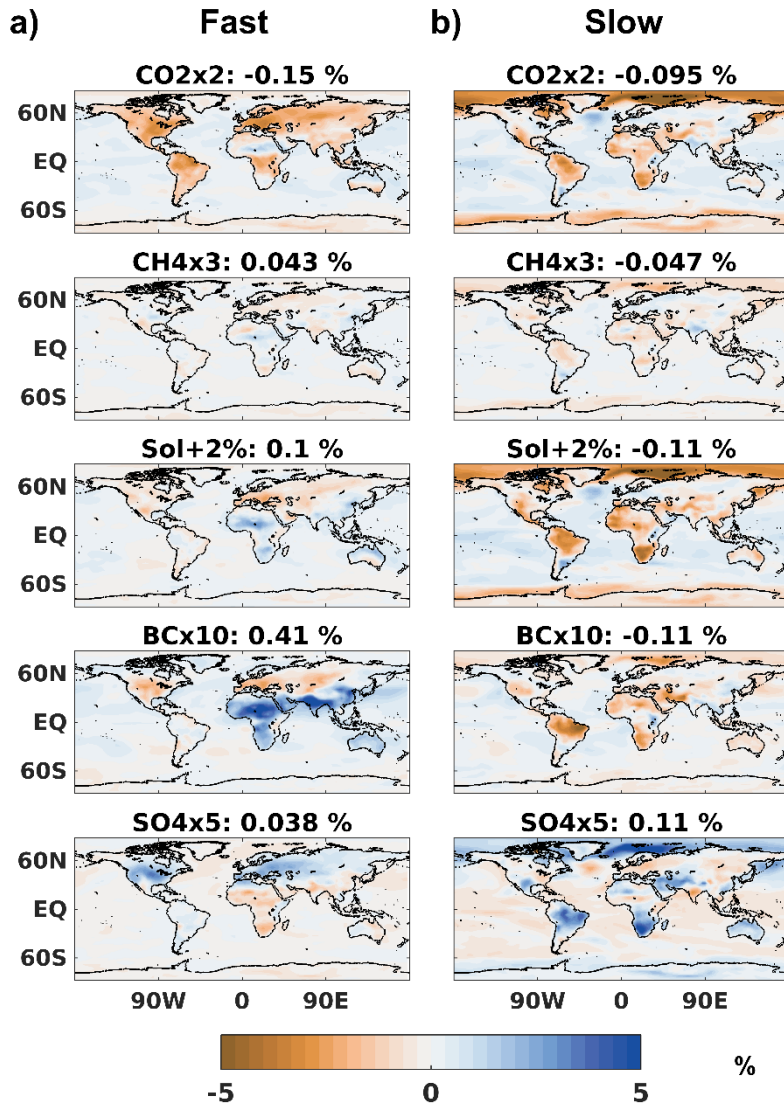 a) Fast b) Slow
CO2x2: -0.15 % CO2x2: -0.095 %
60N
EQ
60S
CH4x3: 0.043 % CH4x3: -0.047 %
60N
EQ
60S
Sol+2%: 0.1 % Sol+2%: -0.11 %
60N
EQ
60S
BCx10: 0.41 % BCx10: -0.11 %
60N
EQ
60S
SO4x5: 0.038 % SO4x5: 0.11 %
60N
EQ
60S
90W 0 90E 90W 0 90E
%
-5 0 5